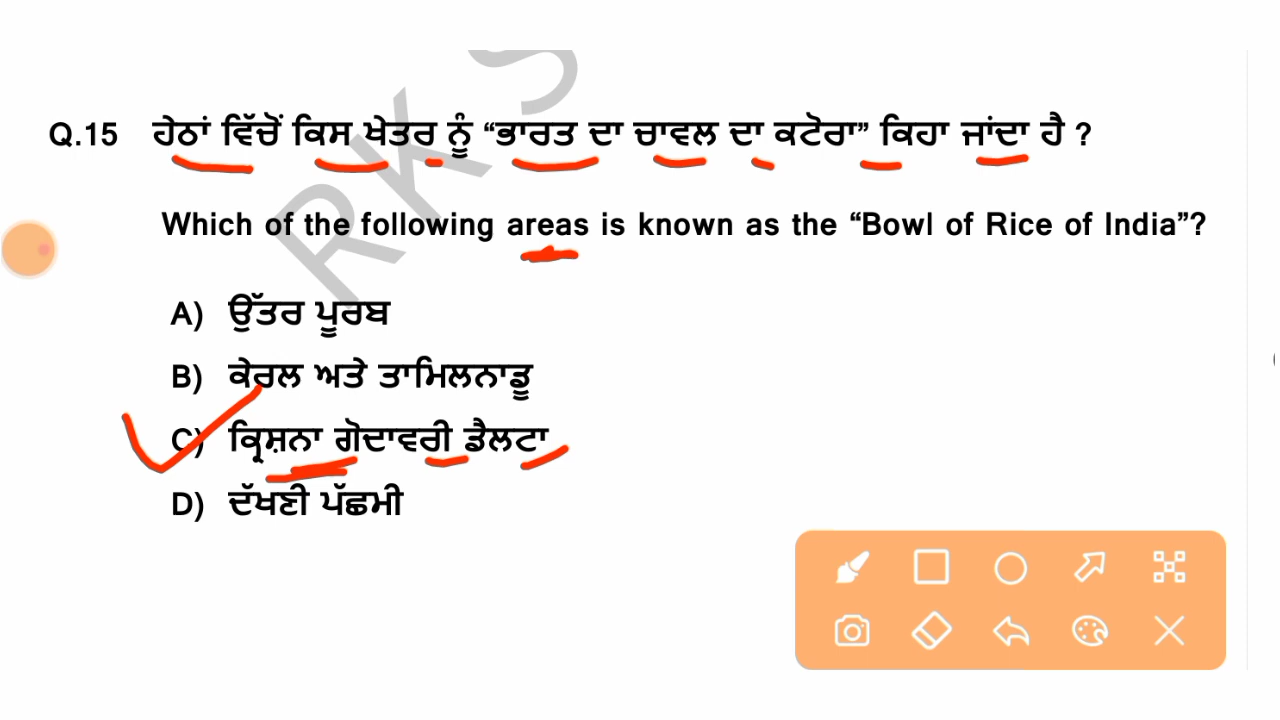 RK S
Q.15 ਹੇਠਾਂ ਵਿੱਚੋਂ ਕਿਸ ਖੇਤਰ ਨੂੰ “ਭਾਰਤ ਦਾ ਚਾਵਲ ਦਾ ਕਟੋਰਾ” ਕਿਹਾ ਜਾਂਦਾ ਹੈ ?
Which of the following areas is known as the “Bowl of Rice of India”?
A) ਉੱਤਰ ਪੂਰਬ
B) ਕੇਰਲ ਅਤੇ ਤਾਮਿਲਨਾਡੂ
C) ਕ੍ਰਿਸ਼ਨਾ ਗੋਦਾਵਰੀ ਡੈਲਟਾ
D) ਦੱਖਣੀ ਪੱਛਮੀ